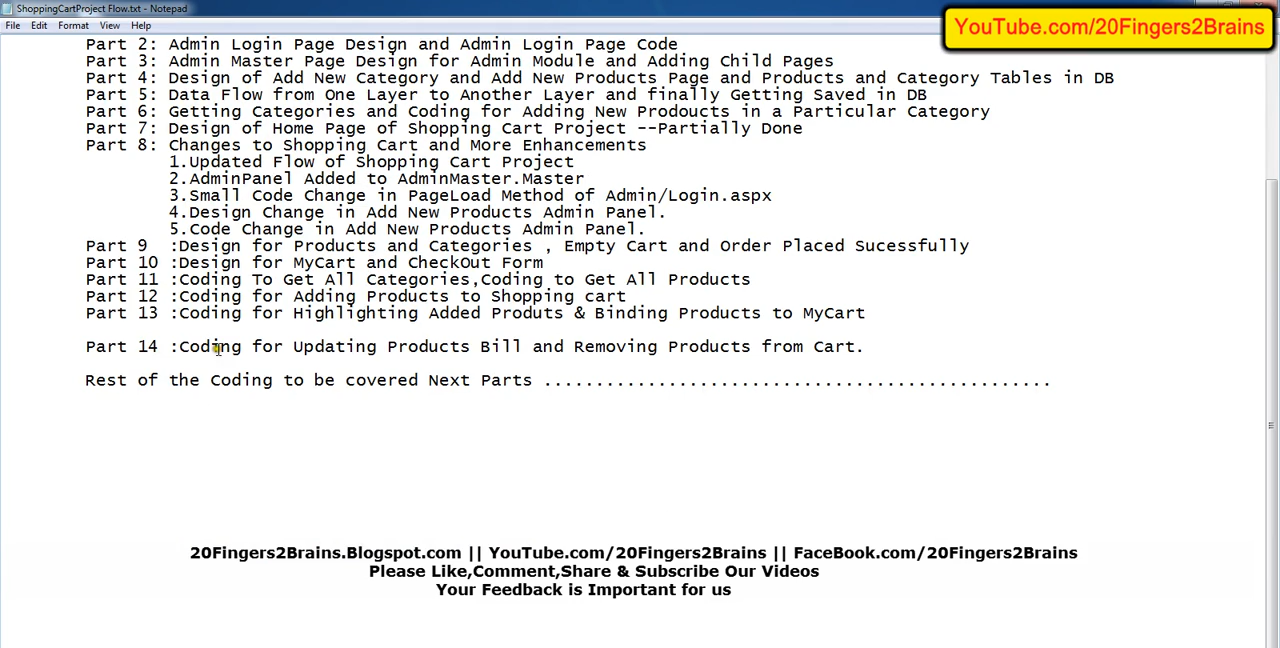 ShoppingCartProject Flow.txt - Notepad
File Edit Format View Help
YouTube.com/20Fingers2Brains
Part 2: Admin Login Page Design and Admin Login Page Code
Part 3: Admin Master Page Design for Admin Module and Adding Child Pages
Part 4: Design of Add New Category and Add New Products Page and Products and Category Tables in DB
Part 5: Data Flow from One Layer to Another Layer and finally Getting Saved in DB
Part 6: Getting Categories and Coding for Adding New Prodoucts in a Particular Category
Part 7: Design of Home Page of Shopping Cart Project --Partially Done
Part 8: Changes to Shopping Cart and More Enhancements
1.Updated Flow of Shopping Cart Project
2.AdminPanel Added to AdminMaster.Master
3.Small Code Change in PageLoad Method of Admin/Login.aspx
4.Design Change in Add New Products Admin Panel.
5.Code Change in Add New Products Admin Panel.
Part 9 :Design for Products and Categories , Empty Cart and Order Placed Sucessfully
Part 10 :Design for MyCart and CheckOut Form
Part 11 :Coding To Get All Categories,Coding to Get All Products
Part 12 :Coding for Adding Products to Shopping cart
Part 13 :Coding for Highlighting Added Produts & Binding Products to MyCart
Part 14 :Coding for Updating Products Bill and Removing Products from Cart.
Rest of the Coding to be covered Next Parts .................................................
20Fingers2Brains.Blogspot.com || YouTube.com/20Fingers2Brains || FaceBook.com/20Fingers2Brains
Please Like,Comment,Share & Subscribe Our Videos
Your Feedback is Important for us